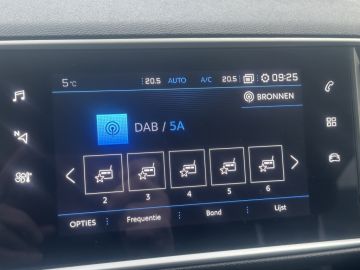 5°C 20.5 AUTO A/C 20.5 09:25
BRONNEN
DAB / 5A
2 3 4 5 6
OPTIES Frequentie Band Lijst
N